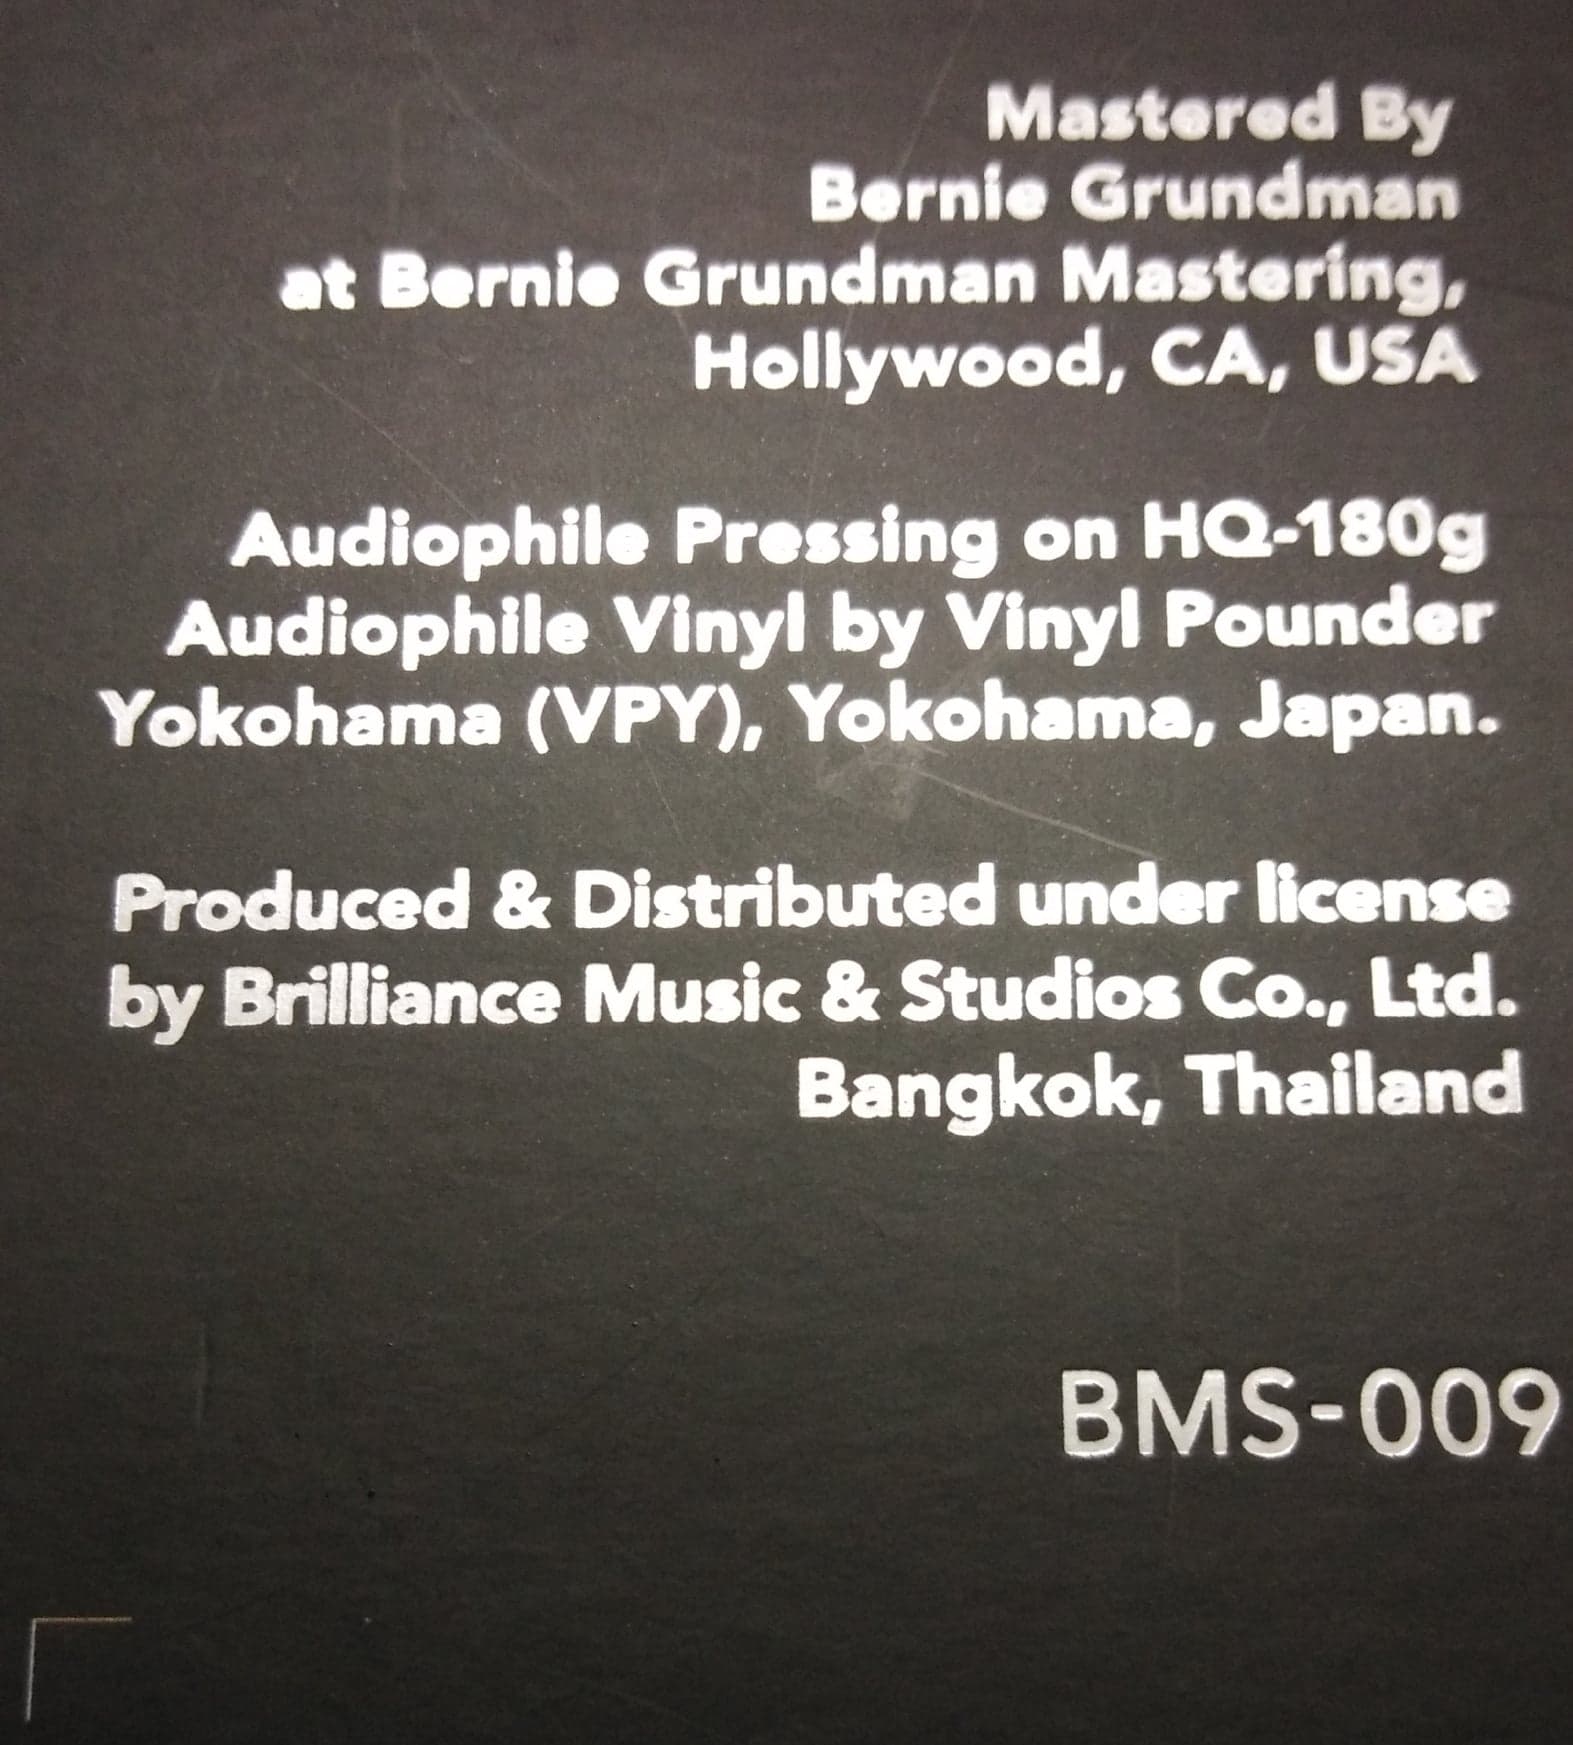 Mastered By
Bernie Grundman
at Bernie Grundman Mastering,
Hollywood, CA, USA
Audiophile Pressing on HQ-180g
Audiophile Vinyl by Vinyl Pounder
Yokohama (VPY), Yokohama, Japan.
Produced & Distributed under license
by Brilliance Music & Studios Co., Ltd.
Bangkok, Thailand
BMS-009